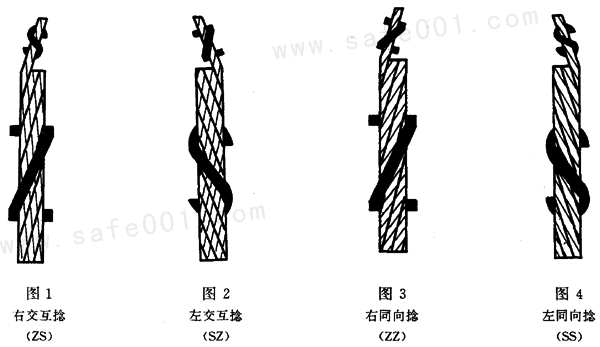 www.safe001.com
www.safe001.com
图1
右交互捻
(ZS)
图2
左交互捻
(SZ)
图3
右同向捻
(ZZ)
图4
左同向捻
(SS)